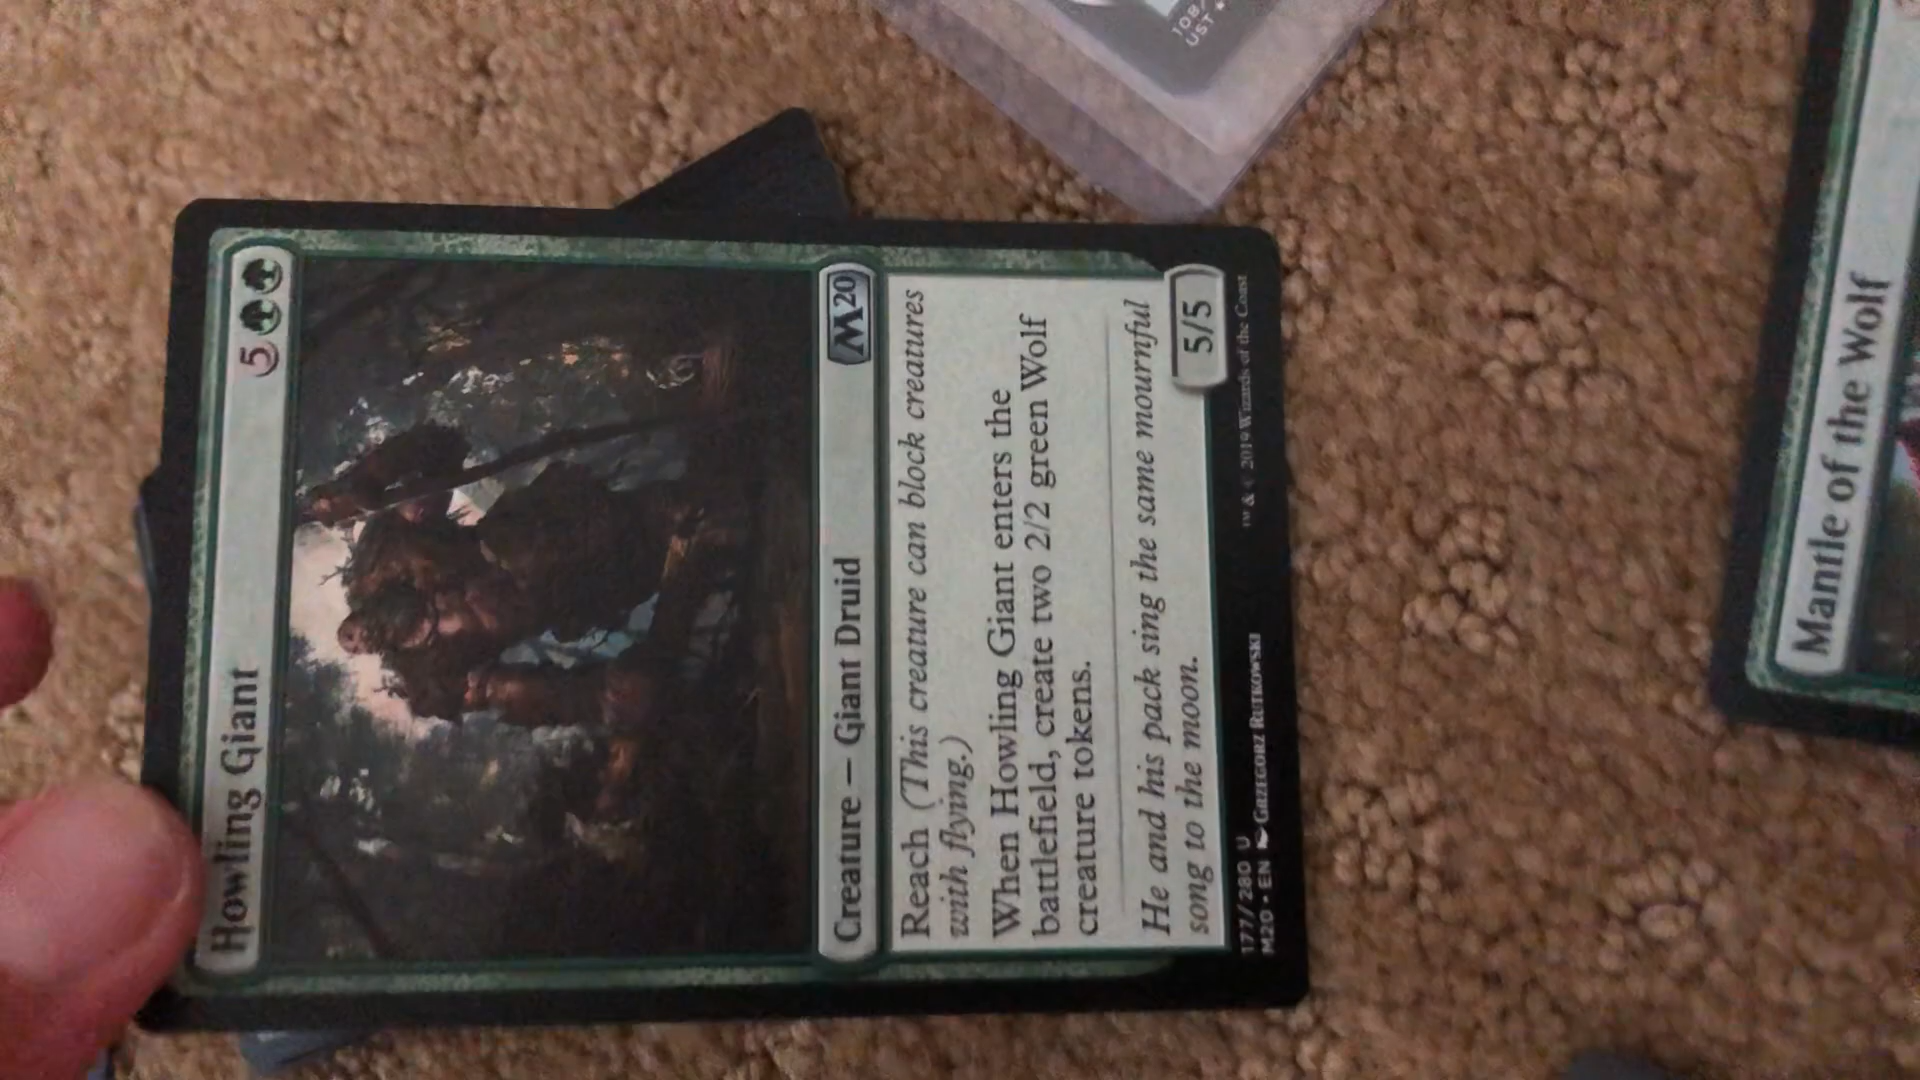 Howling Giant 5
M20
Creature — Giant Druid
Reach (This creature can block creatures
with flying.)
When Howling Giant enters the
battlefield, create two 2/2 green Wolf
creature tokens.
He and his pack sing the same mournful
song to the moon.
5/5
177/280 U
M20 • EN GRZEGORZ RUTKOWSKI
™ & © 2019 Wizards of the Coast
108/
UST
Mantle of the Wolf